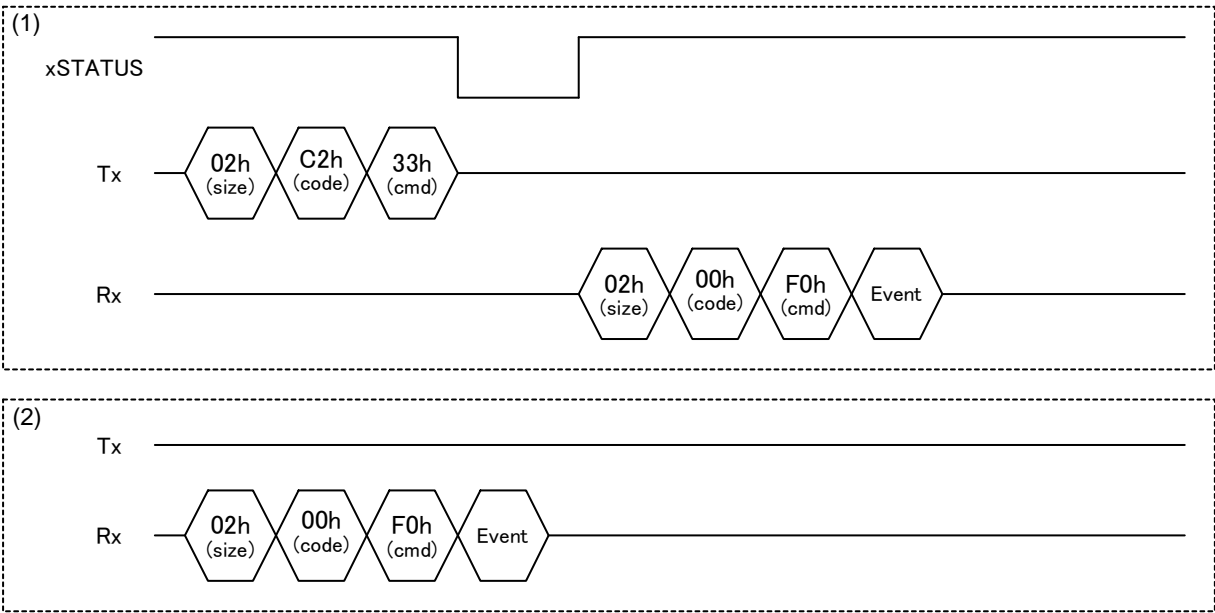 (1)
xSTATUS
Tx 02h C2h 33h
(size) (code) (cmd)
Rx 02h 00h F0h Event
(size) (code) (cmd)
(2)
Tx
Rx 02h 00h F0h Event
(size) (code) (cmd)